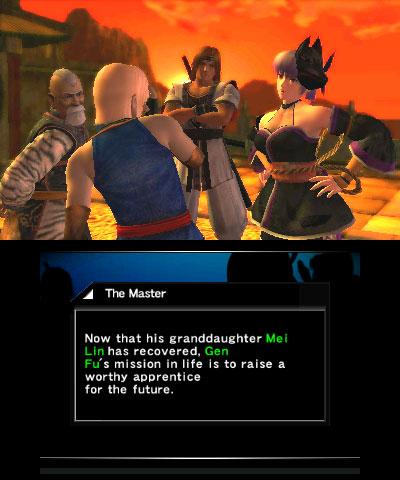 The Master
Now that his granddaughter Mei
Lin has recovered, Gen
Fu's mission in life is to raise a
worthy apprentice
for the future.